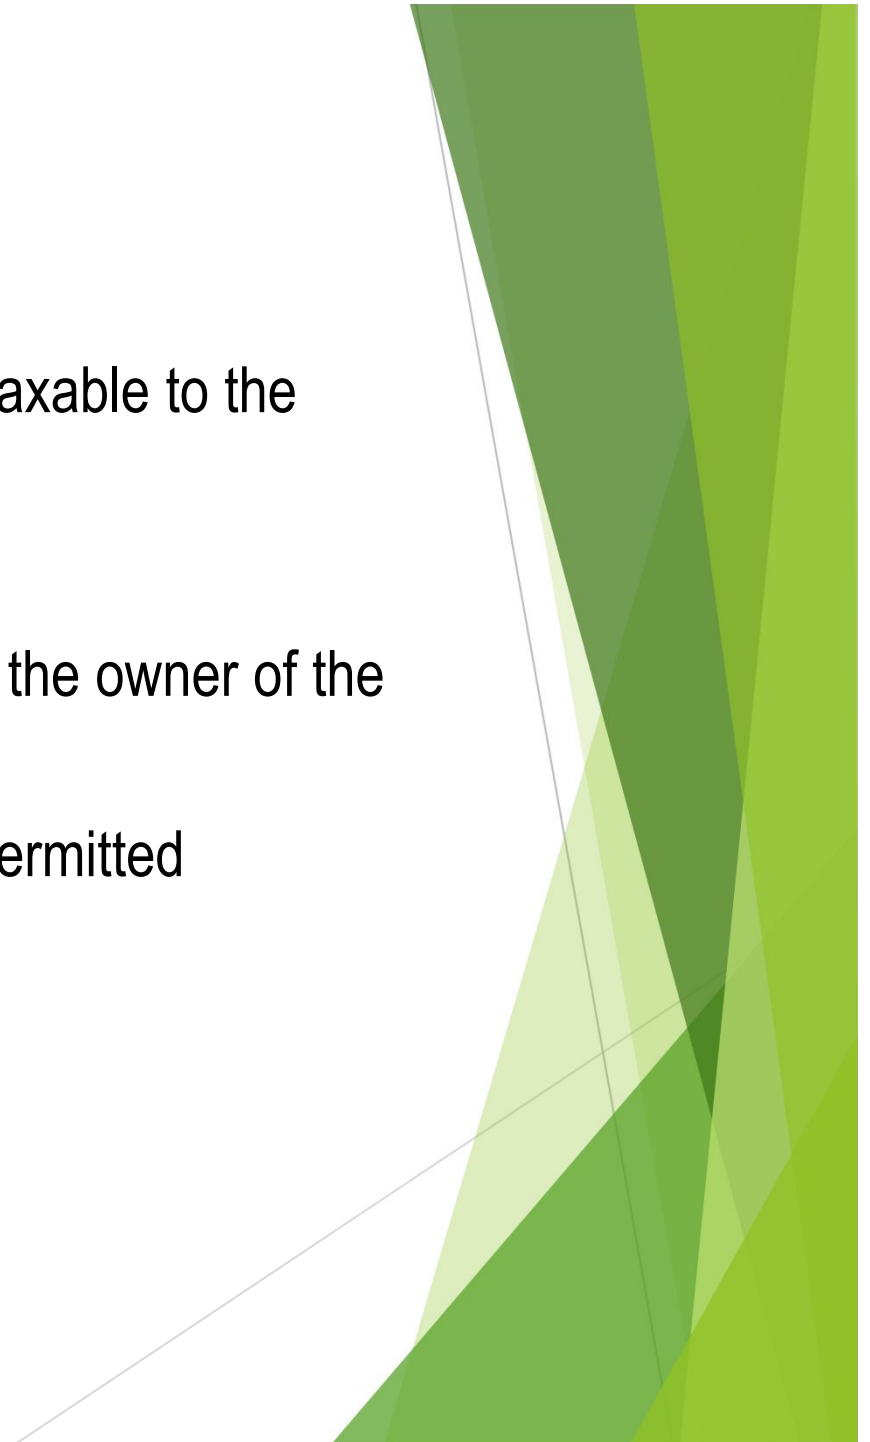 axable to the
the owner of the
ermitted